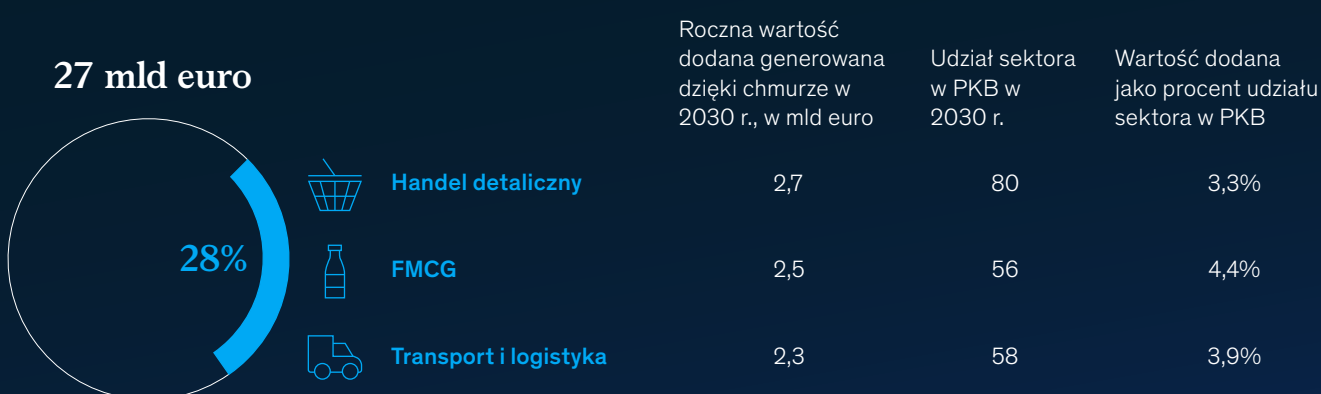 27 mld euro
28%
Roczna wartość
dodana generowana
dzięki chmurze w
2030 r., w mld euro
Udział sektora
w PKB w
2030 r.
Wartość dodana
jako procent udziału
sektora w PKB
Handel detaliczny 2,7 80 3,3%
FMCG 2,5 56 4,4%
Transport i logistyka 2,3 58 3,9%